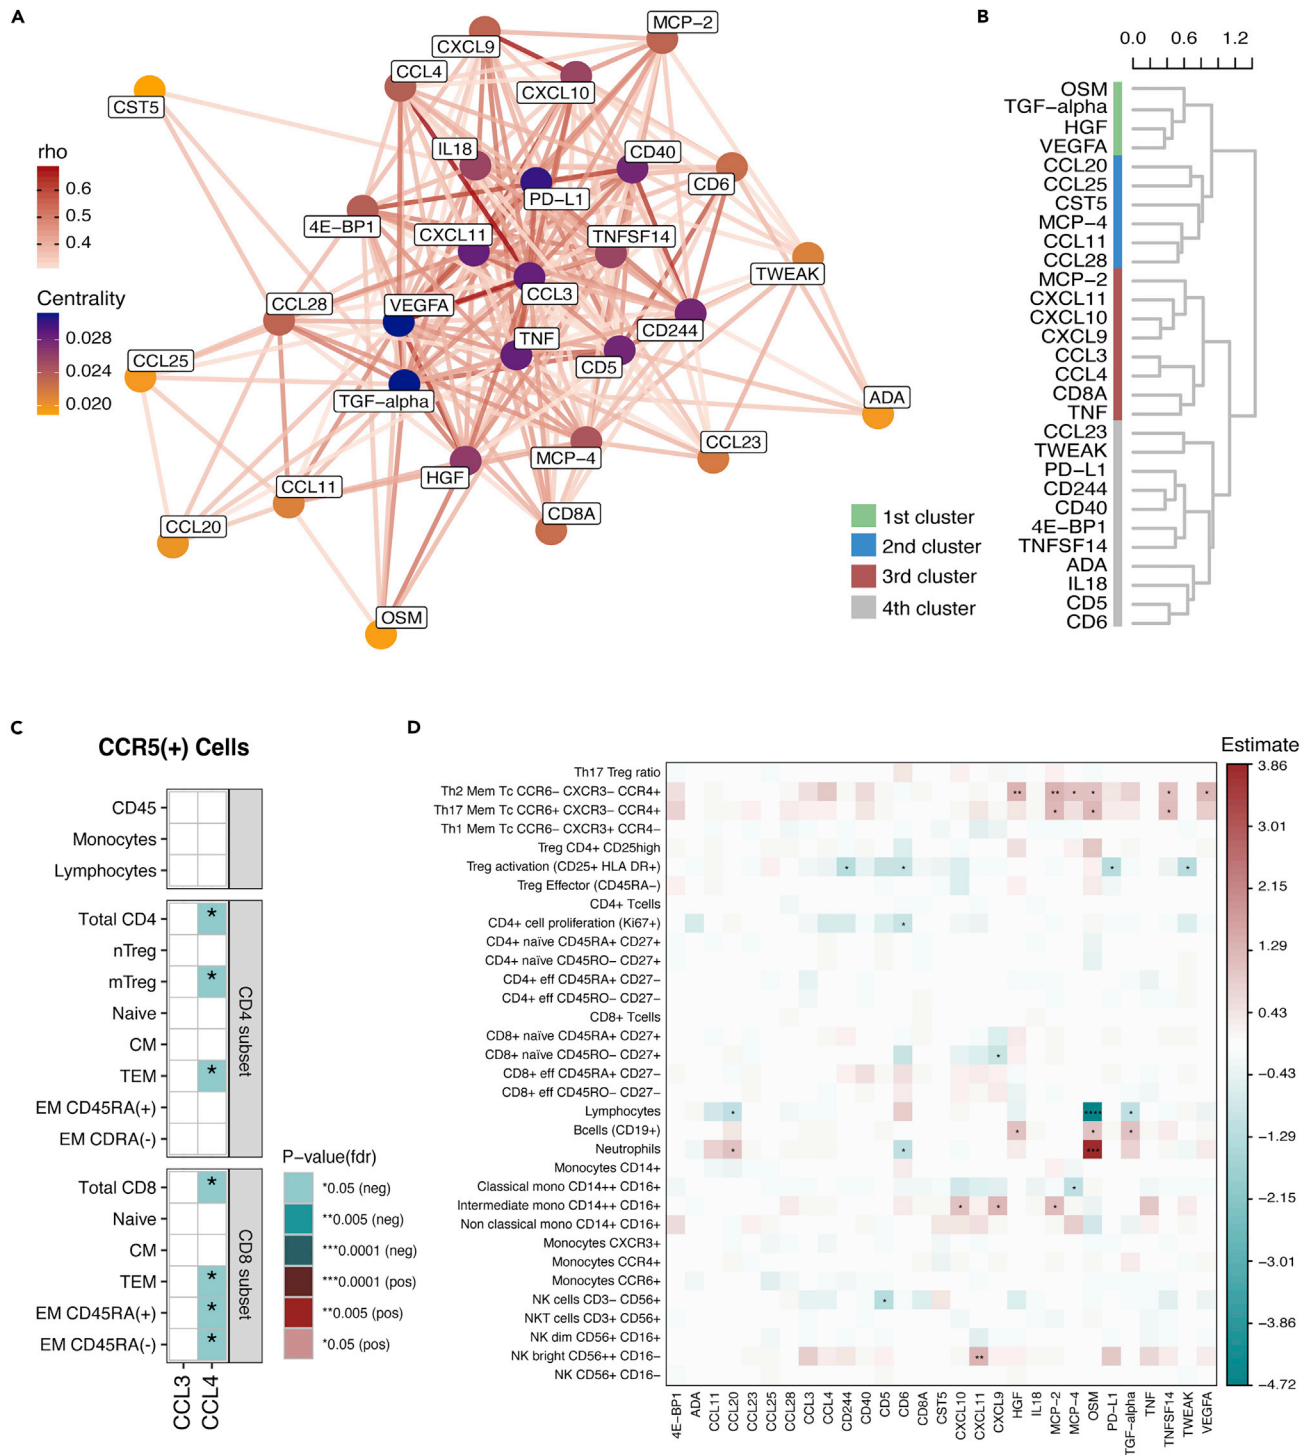 A
MCP−2
CXCL9
CCL4
CXCL10
CST5
rho
0.6
0.5
0.4
IL18
CD40
CD6
PD−L1
4E−BP1
CXCL11
TNFSF14
TWEAK
Centrality
0.028
0.024
0.020
CCL28
VEGFA
CCL3
CD244
TNF
CD5
CCL25
TGF−alpha
ADA
CCL23
MCP−4
HGF
CCL11
CD8A
CCL20
OSM
1st cluster
2nd cluster
3rd cluster
4th cluster
B
0.0 0.6 1.2
OSM
TGF−alpha
HGF
VEGFA
CCL20
CCL25
CST5
MCP−4
CCL11
CCL28
MCP−2
CXCL11
CXCL10
CXCL9
CCL3
CCL4
CD8A
TNF
CCL23
TWEAK
PD−L1
CD244
CD40
4E−BP1
TNFSF14
ADA
IL18
CD5
CD6
C
CCR5(+) Cells
CD45
Monocytes
Lymphocytes
Total CD4 *
nTreg
mTreg *
Naive
CM
TEM *
EM CD45RA(+)
EM CDRA(-)
CD4 subset
Total CD8 *
Naive
CM
TEM *
EM CD45RA(+) *
EM CD45RA(-) *
CD8 subset
CCL3
CCL4
P−value(fdr)
*0.05 (neg)
**0.005 (neg)
***0.0001 (neg)
***0.0001 (pos)
**0.005 (pos)
*0.05 (pos)
D
Th17 Treg ratio
Th2 Mem Tc CCR6− CXCR3− CCR4+ ** ** * * * *
Th17 Mem Tc CCR6+ CXCR3− CCR4+ * * *
Th1 Mem Tc CCR6− CXCR3+ CCR4−
Treg CD4+ CD25high
Treg activation (CD25+ HLA DR+) * * * *
Treg Effector (CD45RA−)
CD4+ Tcells
CD4+ cell proliferation (Ki67+) *
CD4+ naïve CD45RA+ CD27+
CD4+ naïve CD45RO− CD27+
CD4+ eff CD45RA+ CD27−
CD4+ eff CD45RO− CD27−
CD8+ Tcells
CD8+ naïve CD45RA+ CD27+
CD8+ naïve CD45RO− CD27+ *
CD8+ eff CD45RA+ CD27−
CD8+ eff CD45RO− CD27−
Lymphocytes * **** *
Bcells (CD19+) * * *
Neutrophils * * ***
Monocytes CD14+
Classical mono CD14++ CD16+ *
Intermediate mono CD14++ CD16+ * * *
Non classical mono CD14+ CD16+
Monocytes CXCR3+
Monocytes CCR4+
Monocytes CCR6+
NK cells CD3− CD56+ *
NKT cells CD3+ CD56+
NK dim CD56+ CD16+
NK bright CD56++ CD16− **
NK CD56+ CD16−
4E−BP1
ADA
CCL11
CCL20
CCL23
CCL25
CCL28
CCL3
CCL4
CD244
CD40
CD5
CD6
CD8A
CST5
CXCL10
CXCL11
CXCL9
HGF
IL18
MCP−2
MCP−4
OSM
PD−L1
TGF−alpha
TNF
TNFSF14
TWEAK
VEGFA
Estimate
3.86
3.01
2.15
1.29
0.43
−0.43
−1.29
−2.15
−3.01
−3.86
−4.72